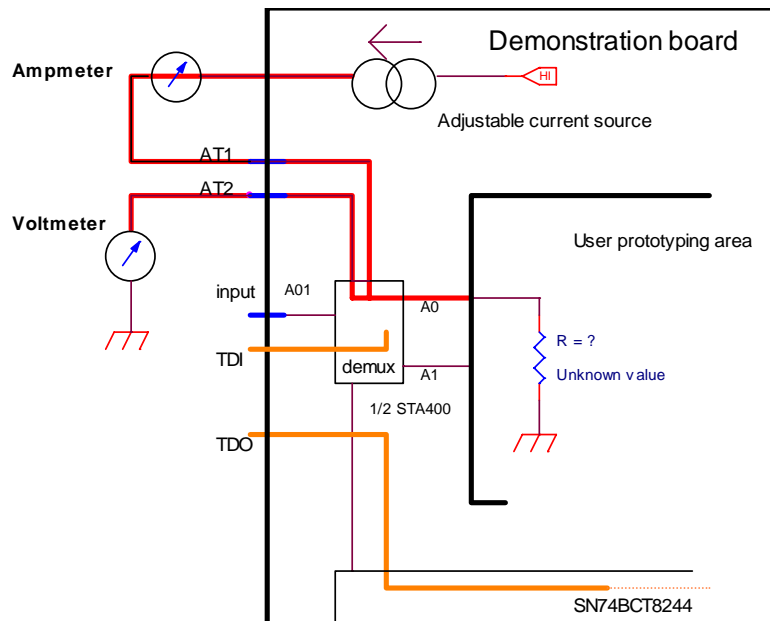 Demonstration board
Ampmeter
HI
Adjustable current source
AT1
AT2
Voltmeter
User prototyping area
input
A01
A0
R = ?
TDI
demux
A1
Unknown value
1/2 STA400
TDO
SN74BCT8244